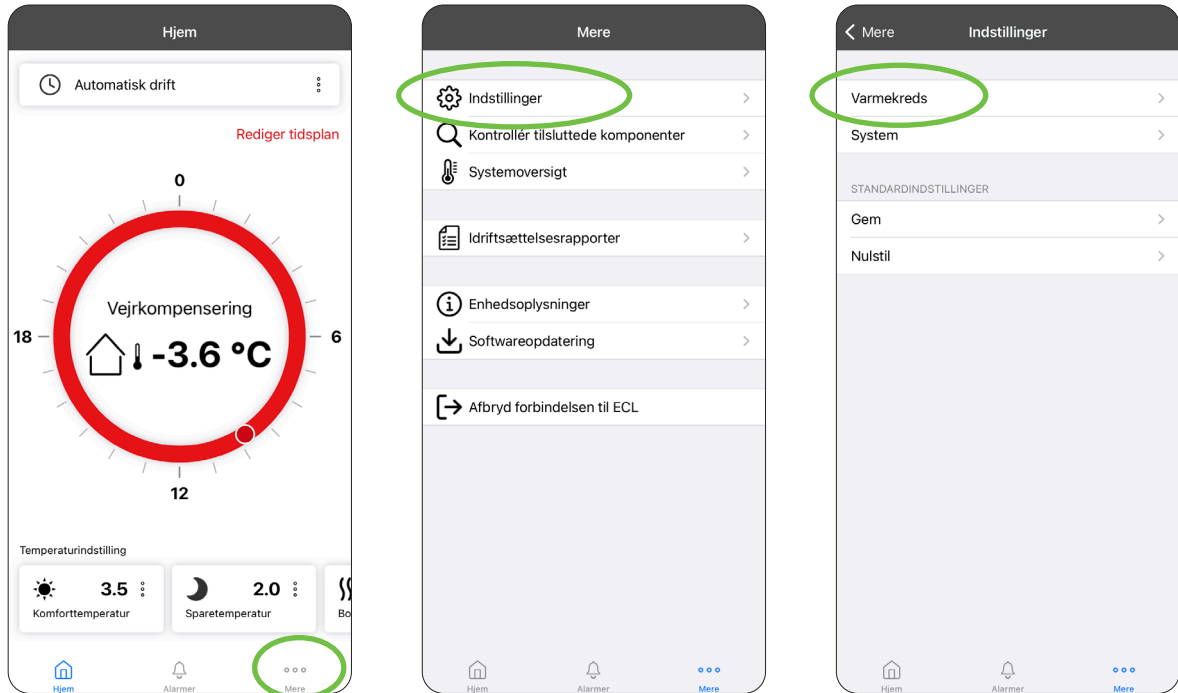 Hjem
Automatisk drift
Rediger tidsplan
0
18
6
12
Vejrkompensering
-3.6 °C
Temperaturindstilling
3.5
Komforttemperatur
2.0
Sparetemperatur
Bo
Hjem
Alarmer
Mere
Mere
Indstillinger
Kontrollér tilsluttede komponenter
Systemoversigt
Idriftsættelsesrapporter
Enhedsoplysninger
Softwareopdatering
Afbryd forbindelsen til ECL
Hjem
Alarmer
Mere
Mere
Indstillinger
Varmekreds
System
STANDARDINDSTILLINGER
Gem
Nulstil
Hjem
Alarmer
Mere